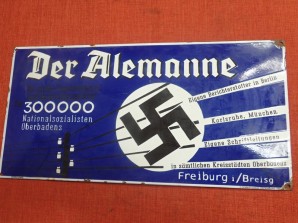 Der Alemanne
300000
Nationalsozialisten
Oberbadens
Eigene Berichterstatter in Berlin
Karlsruhe, München.
Eigene Schriftleitungen
in sämtlichen Kreisstädten Oberbadens
Freiburg i/Breisg